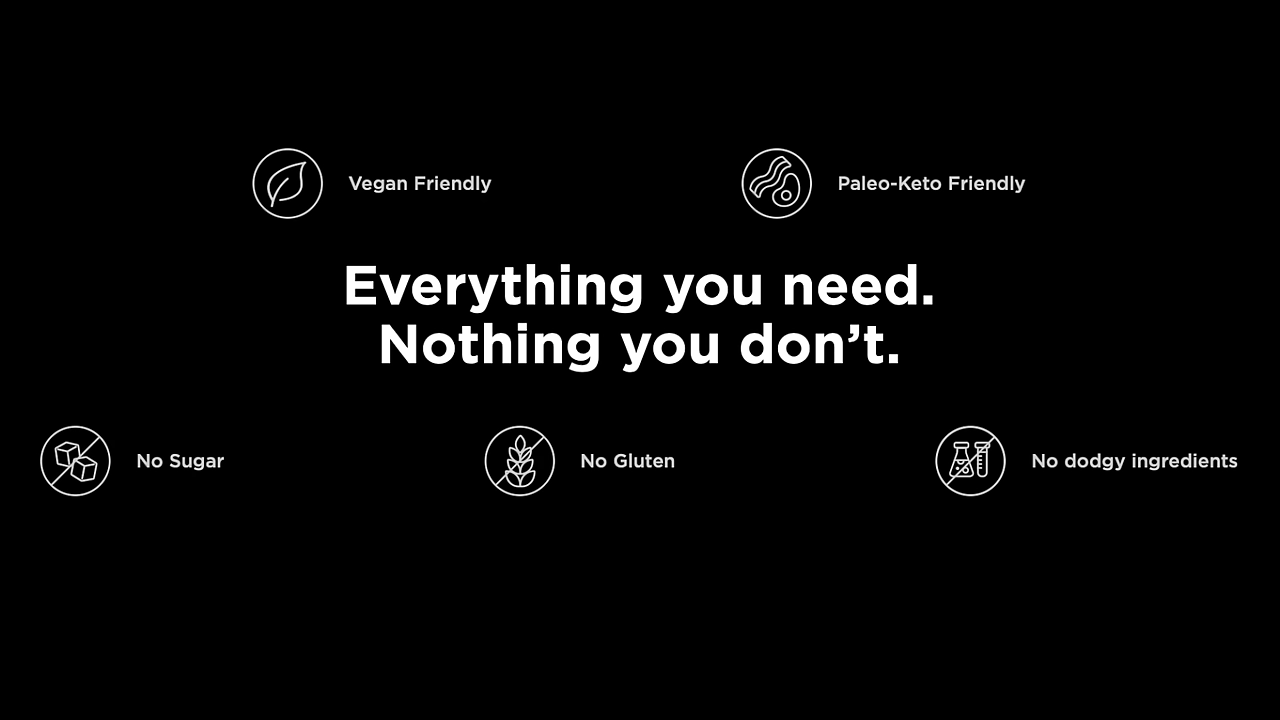 Vegan Friendly
Paleo-Keto Friendly
Everything you need.
Nothing you don’t.
No Sugar
No Gluten
No dodgy ingredients